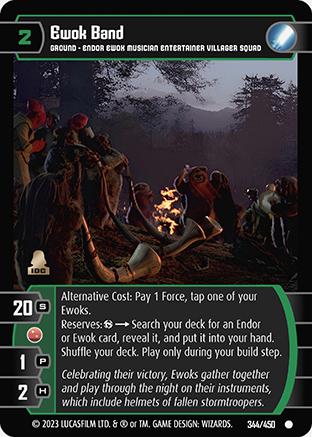 2
Ewok Band
GROUND - ENDOR EWOK MUSICIAN ENTERTAINER VILLAGER SQUAD
IDC
20 S
1 P
2 H
Alternative Cost: Pay 1 Force, tap one of your
Ewoks.
Reserves: → Search your deck for an Endor
or Ewok card, reveal it, and put it into your hand.
Shuffle your deck. Play only during your build step.
Celebrating their victory, Ewoks gather together
and play through the night on their instruments,
which include helmets of fallen stormtroopers.
© 2023 LUCASFILM LTD. & ® or TM. GAME DESIGN: WIZARDS.
344/450